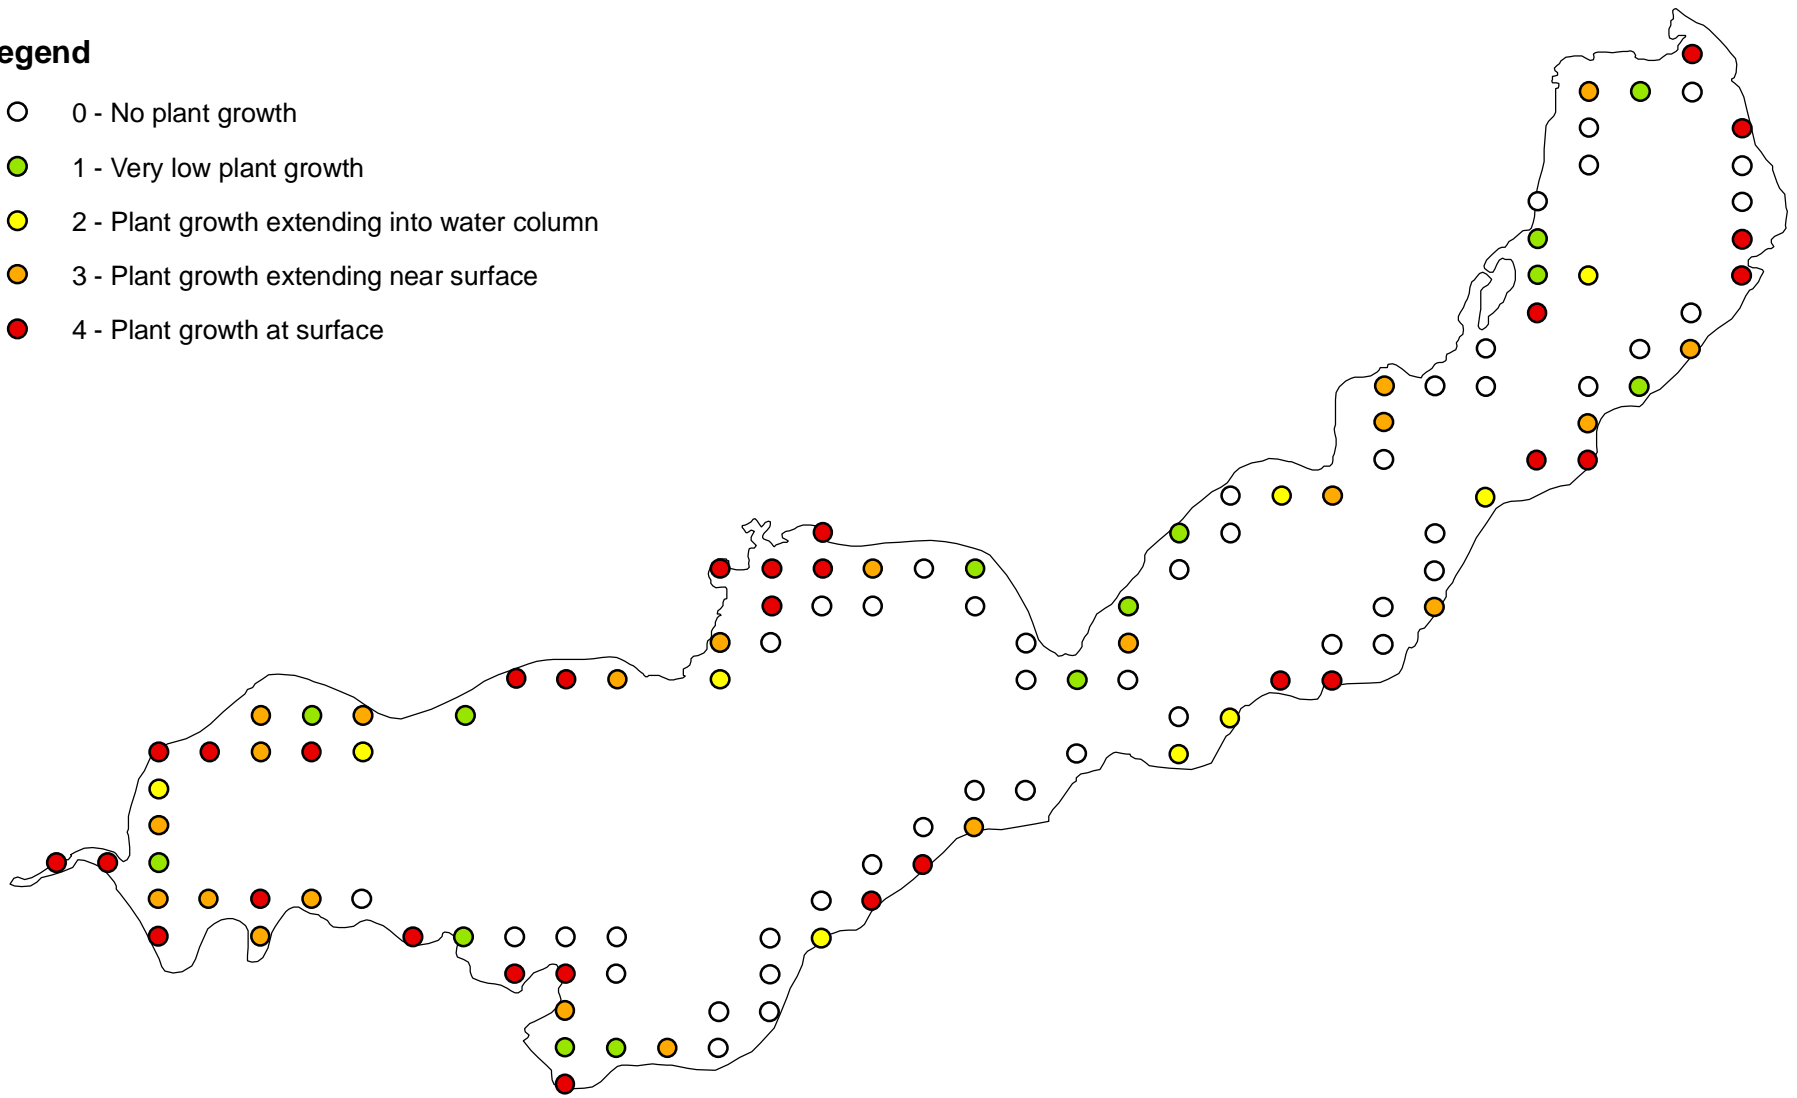 egend
0 - No plant growth
1 - Very low plant growth
2 - Plant growth extending into water column
3 - Plant growth extending near surface
4 - Plant growth at surface